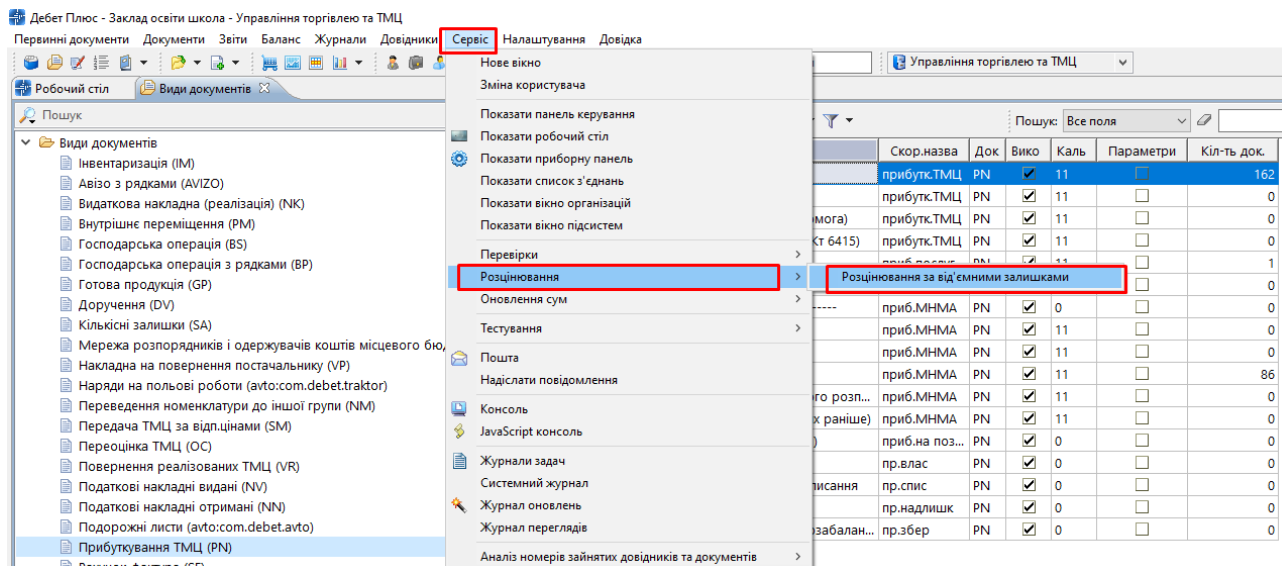 Дебет Плюс - Заклад освіти школа - Управління торгівлею та ТМЦ
Первинні документи Документи Звіти Баланс Журнали Довідники Сервіс Налаштування Довідка
Управління торгівлею та ТМЦ
Робочий стіл Види документів
Пошук
Пошук: Все поля
Види документів
Інвентаризація (IM)
Авізо з рядками (AVIZO)
Видаткова накладна (реалізація) (NK)
Внутрішнє переміщення (PM)
Господарська операція (BS)
Господарська операція з рядками (BP)
Готова продукція (GP)
Доручення (DV)
Кількісні залишки (SA)
Мережа розпорядників і одержувачів коштів місцевого бю
Накладна на повернення постачальнику (VP)
Наряди на польові роботи (avto:com.debet.traktor)
Переведення номенклатури до іншої групи (NM)
Передача ТМЦ за відп.цінами (SM)
Переоцінка ТМЦ (OC)
Повернення реалізованих ТМЦ (VR)
Податкові накладні видані (NV)
Податкові накладні отримані (NN)
Подорожні листи (avto:com.debet.avto)
Прибуткування ТМЦ (PN)
Нове вікно
Зміна користувача
Показати панель керування
Показати робочий стіл
Показати приборну панель
Показати список з'єднань
Показати вікно організацій
Показати вікно підсистем
Перевірки
Розцінювання
Оновлення сум
Тестування
Пошта
Надіслати повідомлення
Консоль
JavaScript консоль
Журнали задач
Системний журнал
Журнал оновлень
Журнал переглядів
Аналіз номерів зайнятих довідників та документів
Розцінювання за від'ємними залишками
Скор.назва Док Вико Каль Параметри Кіл-ть док.
прибутк.ТМЦ PN 11 162
прибутк.ТМЦ PN 11 0
мога) прибутк.ТМЦ PN 11 0
Кт 6415) прибутк.ТМЦ PN 11 0
1
0
----- приб.МНМА PN 0 0
приб.МНМА PN 11 0
приб.МНМА PN 11 0
приб.МНМА PN 11 86
го розп... приб.МНМА PN 11 0
х раніше) приб.МНМА PN 11 0
) приб.на поз... PN 0 0
пр.влас PN 0 0
писання пр.спис PN 0 0
пр.надлишк PN 0 0
озабалан... пр.збер PN 0 0